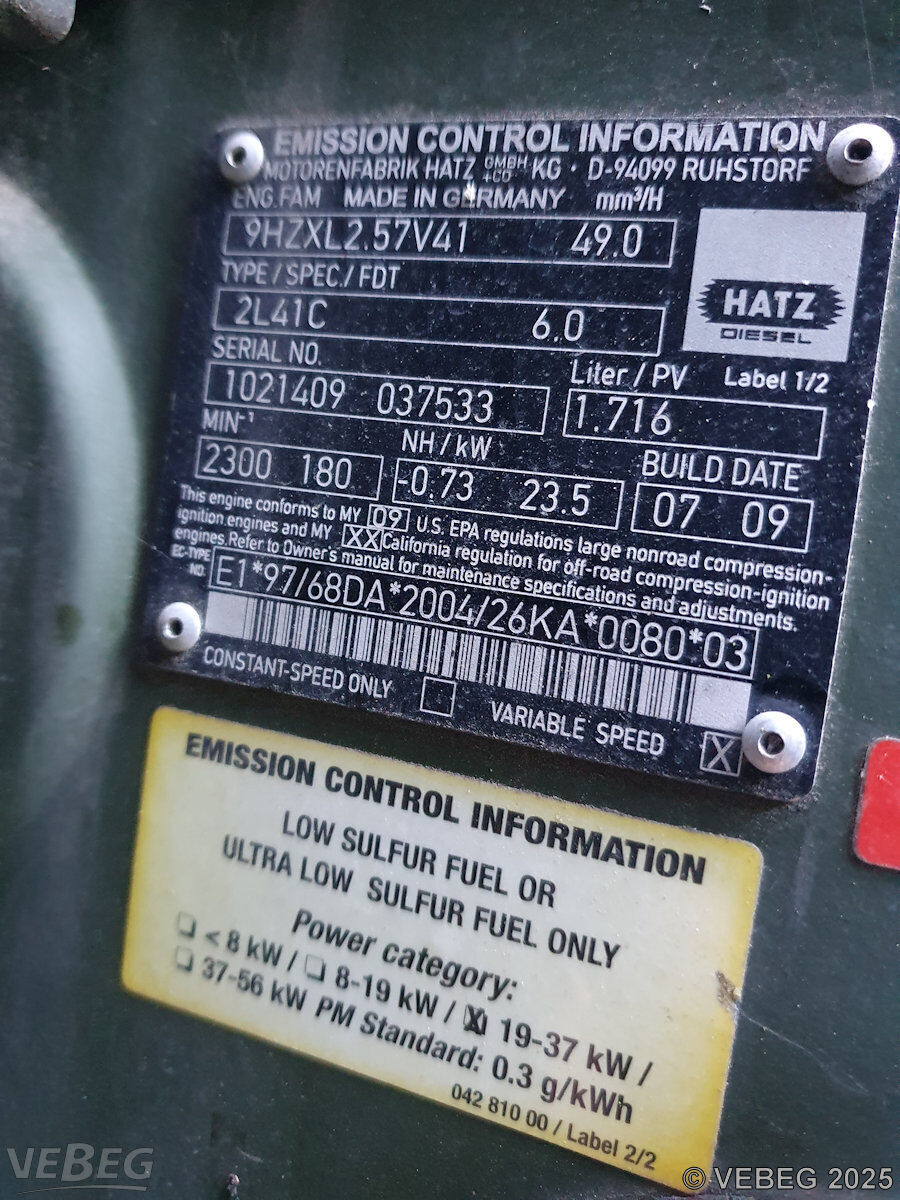 EMISSION CONTROL INFORMATION
MOTORENFABRIK HATZ GMBH +CO KG · D-94099 RUHSTORF
ENG.FAM MADE IN GERMANY mm³/H
9HZXL2.57V41 49.0
TYPE / SPEC./ FDT
2L41C 6.0
HATZ
DIESEL
SERIAL NO. Liter / PV Label 1/2
1021409 037533 1.716
MIN-1 NH / kW BUILD DATE
2300 180 -0.73 23.5 07 09
This engine conforms to MY 09 U.S. EPA regulations large nonroad compression-
ignition engines and MY XX California regulation for off-road compression-ignition
engines. Refer to Owner's manual for maintenance specifications and adjustments.
EC-TYPE NO. E1*97/68DA*2004/26KA*0080*03
CONSTANT-SPEED ONLY VARIABLE SPEED X
EMISSION CONTROL INFORMATION
LOW SULFUR FUEL OR
ULTRA LOW SULFUR FUEL ONLY
Power category:
< 8 kW / 8-19 kW / X 19-37 kW /
37-56 kW PM Standard: 0.3 g/kWh
042 810 00 / Label 2/2
VEBEG
© VEBEG 2025